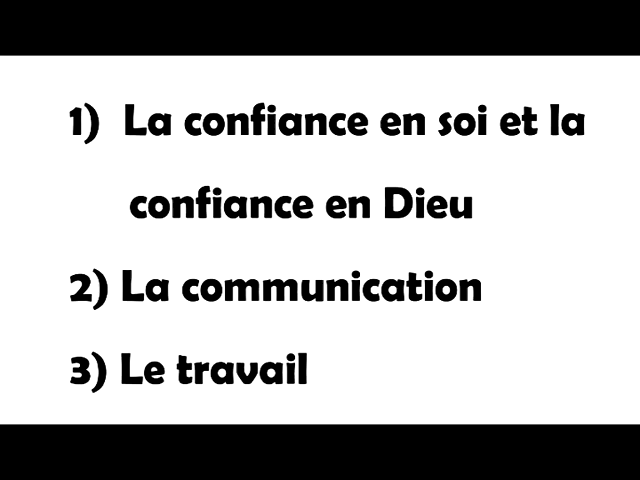 1) La confiance en soi et la
confiance en Dieu
2) La communication
3) Le travail